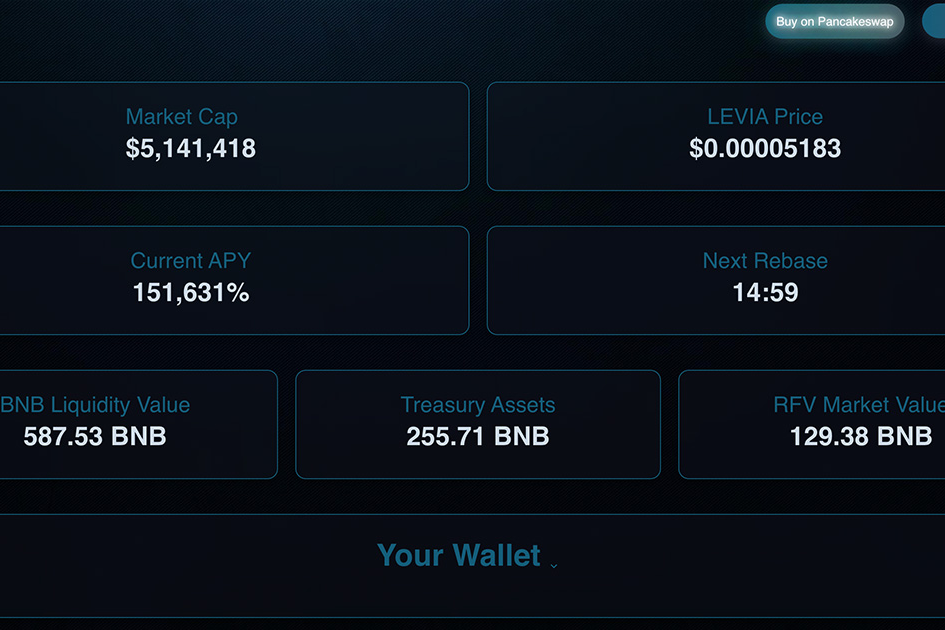 Buy on Pancakeswap
Market Cap
$5,141,418
LEVIA Price
$0.00005183
Current APY
151,631%
Next Rebase
14:59
BNB Liquidity Value
587.53 BNB
Treasury Assets
255.71 BNB
RFV Market Value
129.38 BNB
Your Wallet